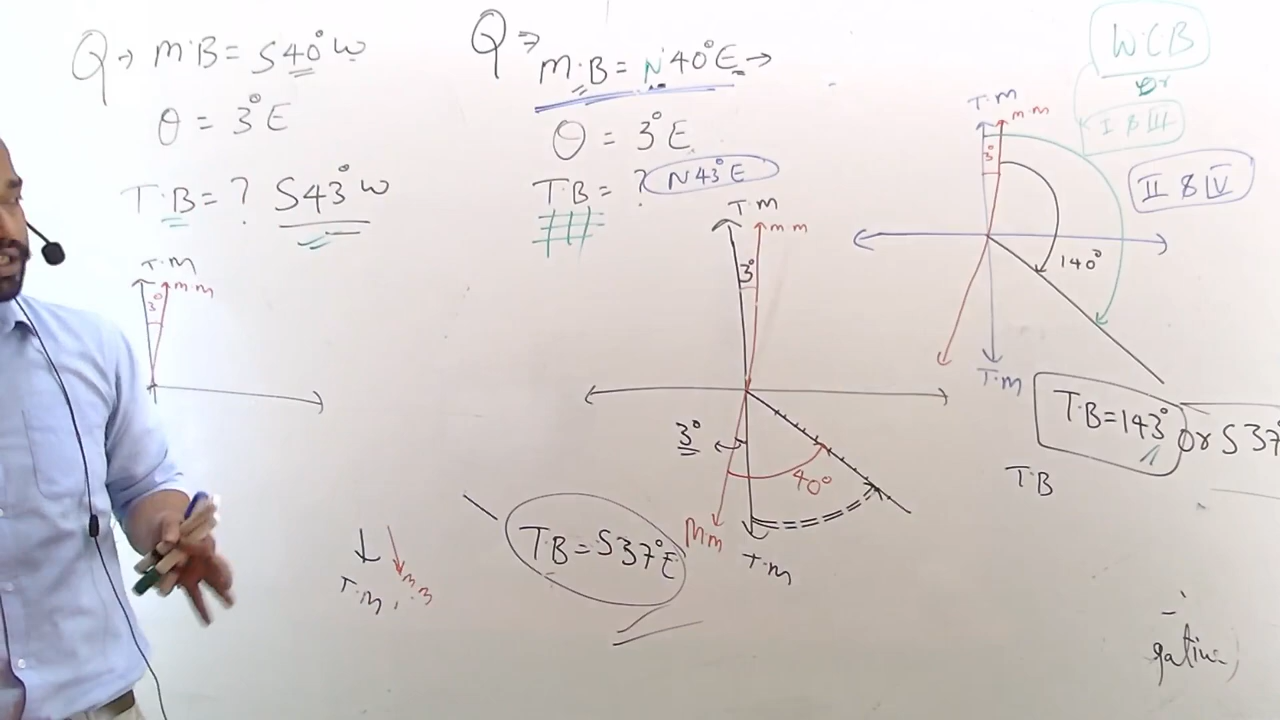 Q → M·B = S40°W
θ = 3°E
T·B = ? S43°W
T·M
M·M
3°
T·M
M·M
Q ⇒
M·B = N40°E →
θ = 3°E
T·B = ? N43°E
T·M
M·M
3°
3°
40°
Mm
T·M
T·B = S37°E
W·C·B
or
I & III
II & IV
T·M
M·M
3°
140°
T·M
T·B = 143° or S37°
T·B